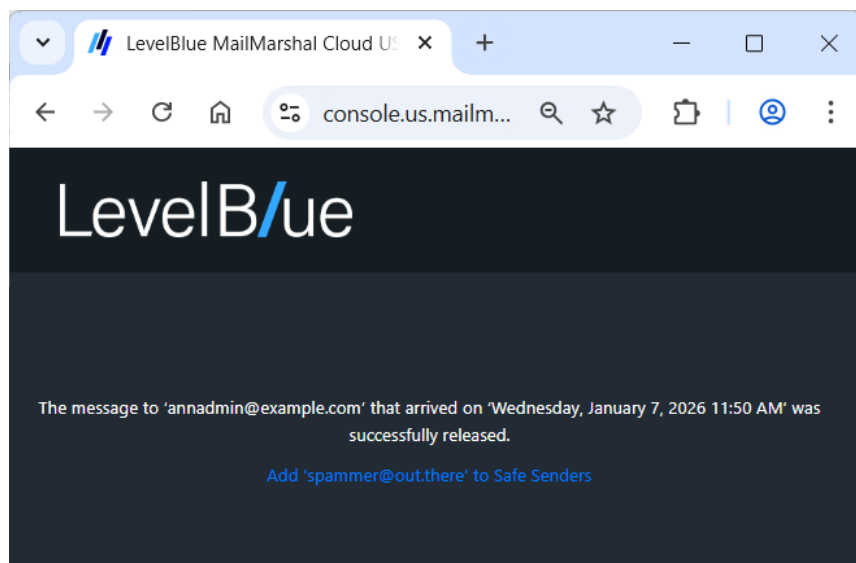 LevelBlue MailMarshal Cloud US
console.us.mailm...
LevelBlue
The message to 'annadmin@example.com' that arrived on 'Wednesday, January 7, 2026 11:50 AM' was
successfully released.
Add 'spammer@out.there' to Safe Senders